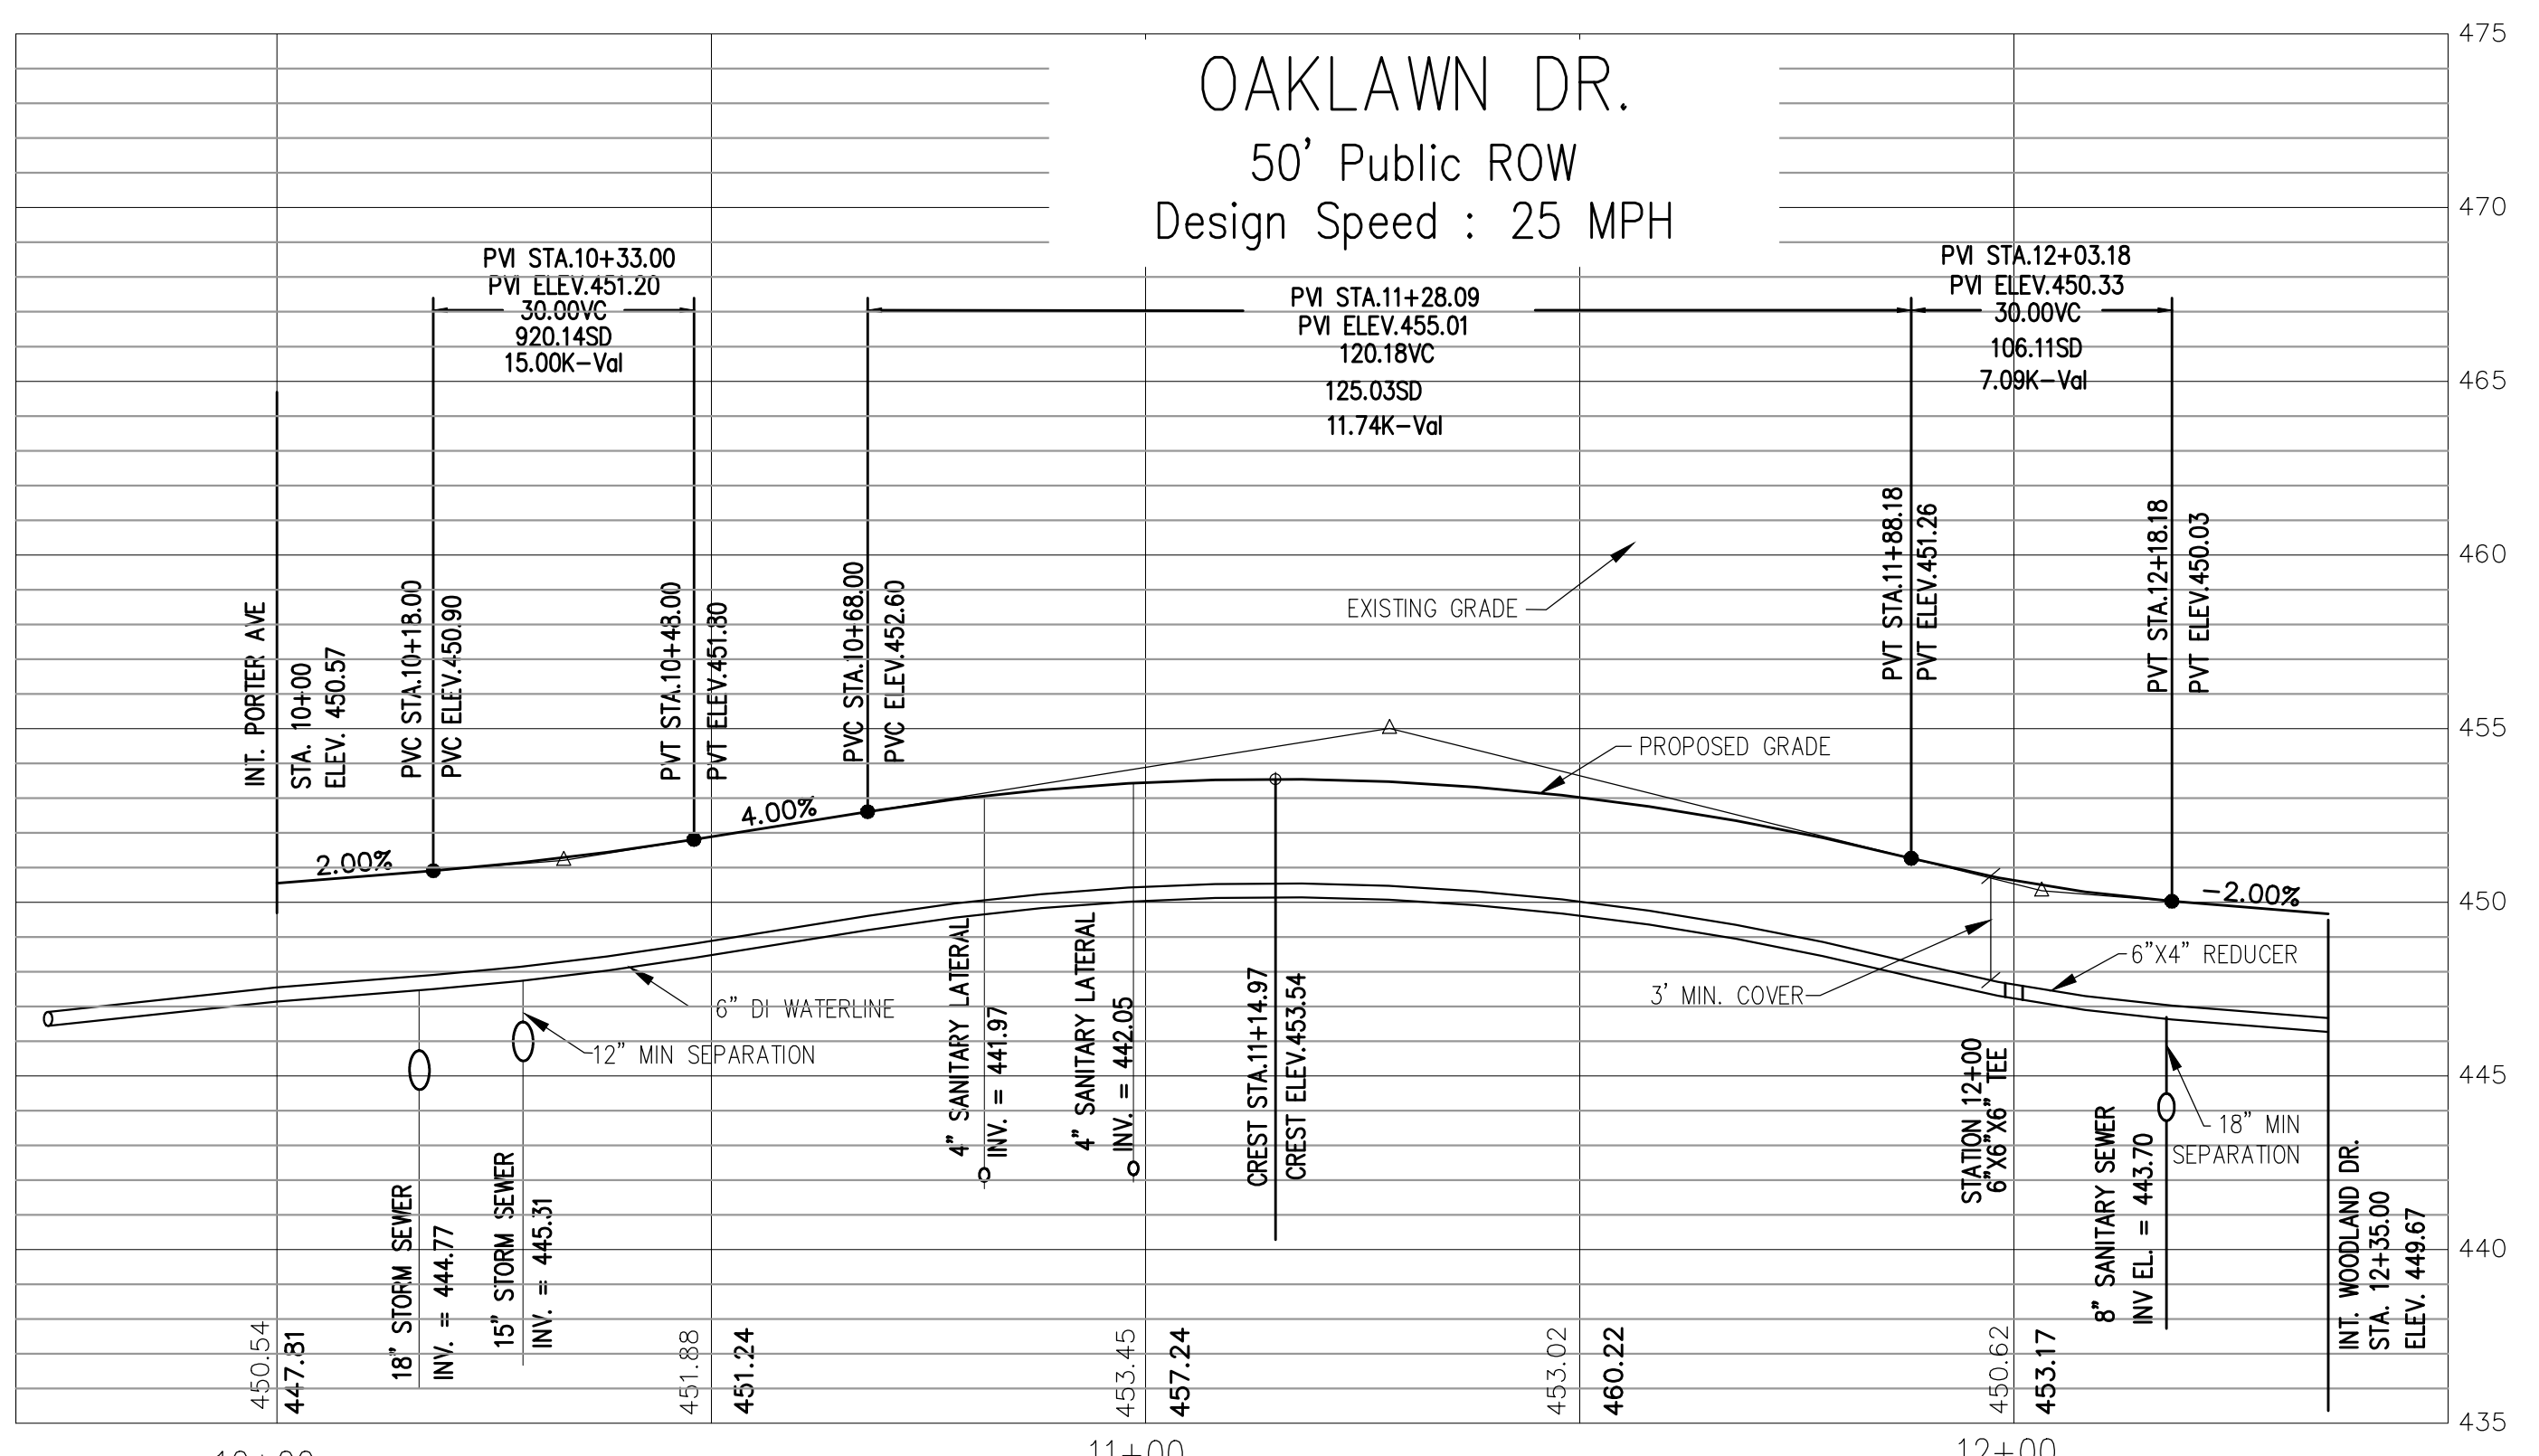 OAKLAWN DR.
50' Public ROW
Design Speed : 25 MPH
475
470
465
460
455
450
445
440
435
PVI STA.10+33.00
PVI ELEV.451.20
30.00VC
920.14SD
15.00K-Val
PVI STA.11+28.09
PVI ELEV.455.01
120.18VC
125.03SD
11.74K-Val
PVI STA.12+03.18
PVI ELEV.450.33
30.00VC
106.11SD
7.09K-Val
INT. PORTER AVE
STA. 10+00
ELEV. 450.57
PVC STA.10+18.00
PVC ELEV.450.90
PVT STA.10+48.00
PVT ELEV.451.80
PVC STA.10+68.00
PVC ELEV.452.60
PVT STA.11+88.18
PVT ELEV.451.26
PVT STA.12+18.18
PVT ELEV.450.03
EXISTING GRADE
PROPOSED GRADE
2.00%
4.00%
-2.00%
6" DI WATERLINE
12" MIN SEPARATION
3' MIN. COVER
6"X4" REDUCER
18" MIN
SEPARATION
18" STORM SEWER
INV. = 444.77
15" STORM SEWER
INV. = 445.31
4" SANITARY LATERAL
INV. = 441.97
4" SANITARY LATERAL
INV. = 442.05
CREST STA.11+14.97
CREST ELEV.453.54
STATION 12+00
6"X6"X6" TEE
8" SANITARY SEWER
INV EL. = 443.70
INT. WOODLAND DR.
STA. 12+35.00
ELEV. 449.67
450.54
447.81
451.88
451.24
453.45
457.24
453.02
460.22
450.62
453.17
10+00
11+00
12+00